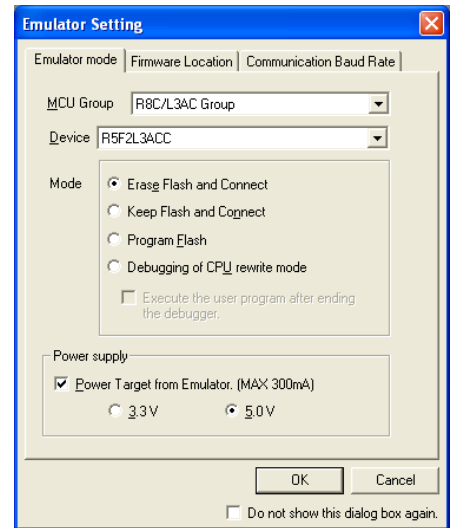 Emulator Setting
Emulator mode Firmware Location Communication Baud Rate
MCU Group R8C/L3AC Group
Device R5F2L3ACC
Mode Erase Flash and Connect
Keep Flash and Connect
Program Flash
Debugging of CPU rewrite mode
Execute the user program after ending
the debugger.
Power supply
Power Target from Emulator. (MAX 300mA)
3.3 V 5.0 V
OK Cancel
Do not show this dialog box again.